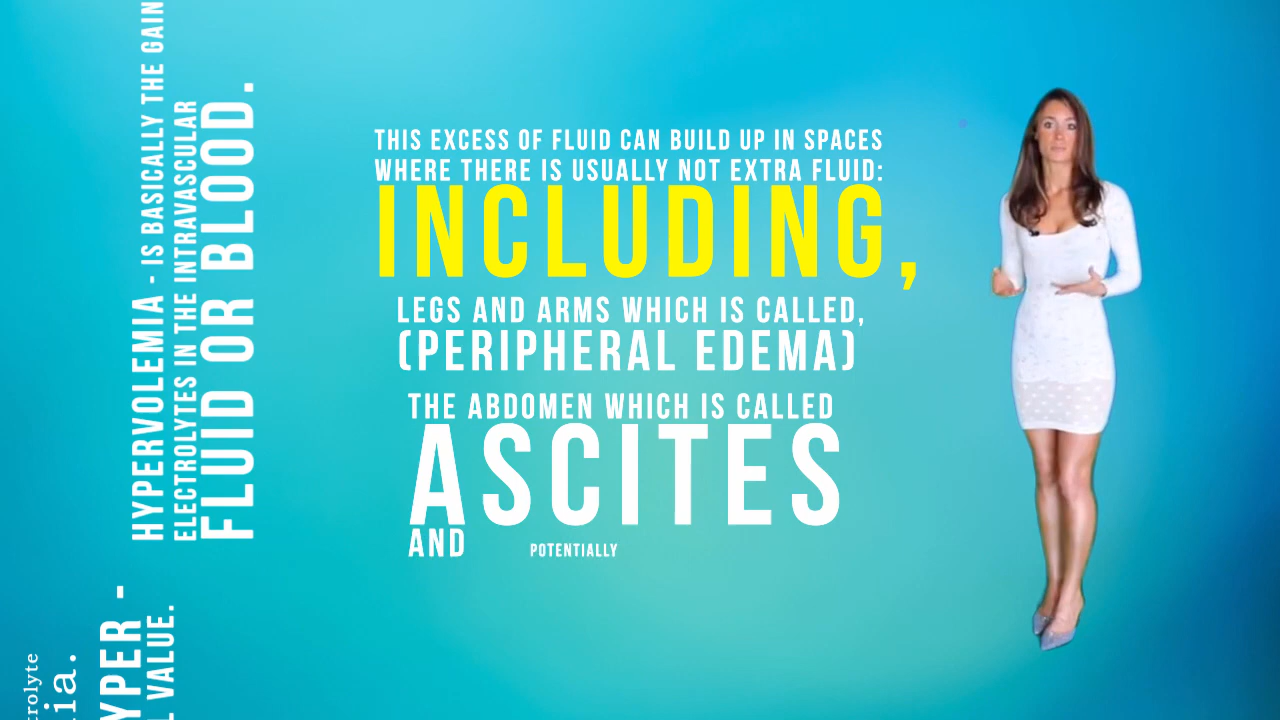 THIS EXCESS OF FLUID CAN BUILD UP IN SPACES
WHERE THERE IS USUALLY NOT EXTRA FLUID:
INCLUDING,
LEGS AND ARMS WHICH IS CALLED,
(PERIPHERAL EDEMA)
THE ABDOMEN WHICH IS CALLED
ASCITES
AND POTENTIALLY
HYPERVOLEMIA - IS BASICALLY THE GAIN
ELECTROLYTES IN THE INTRAVASCULAR
FLUID OR BLOOD.
YPER -
L VALUE.
trolyte
ia.